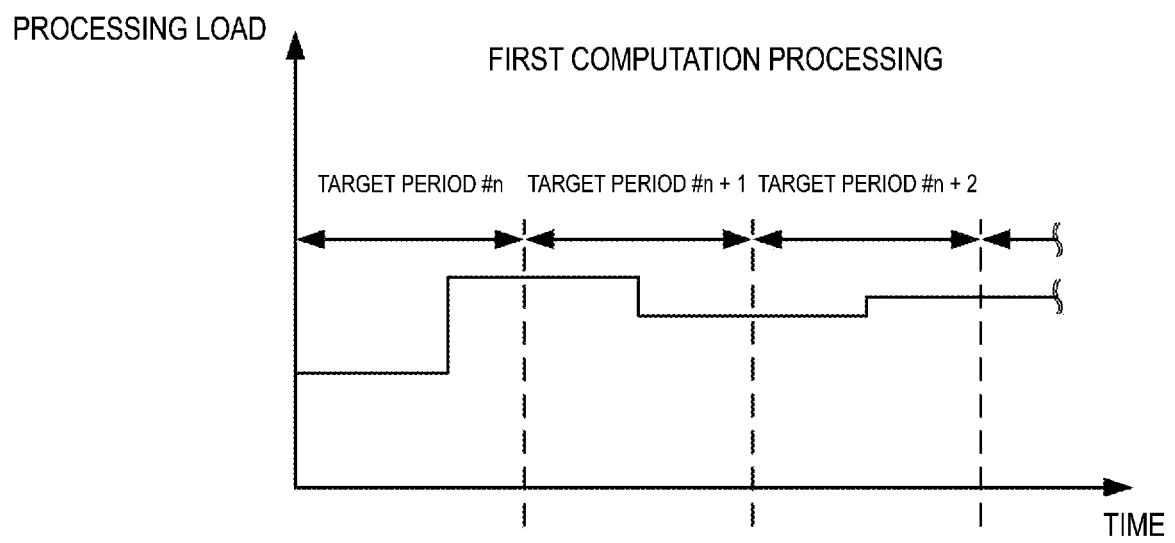 PROCESSING LOAD
FIRST COMPUTATION PROCESSING
TARGET PERIOD #n
TARGET PERIOD #n + 1
TARGET PERIOD #n + 2
TIME